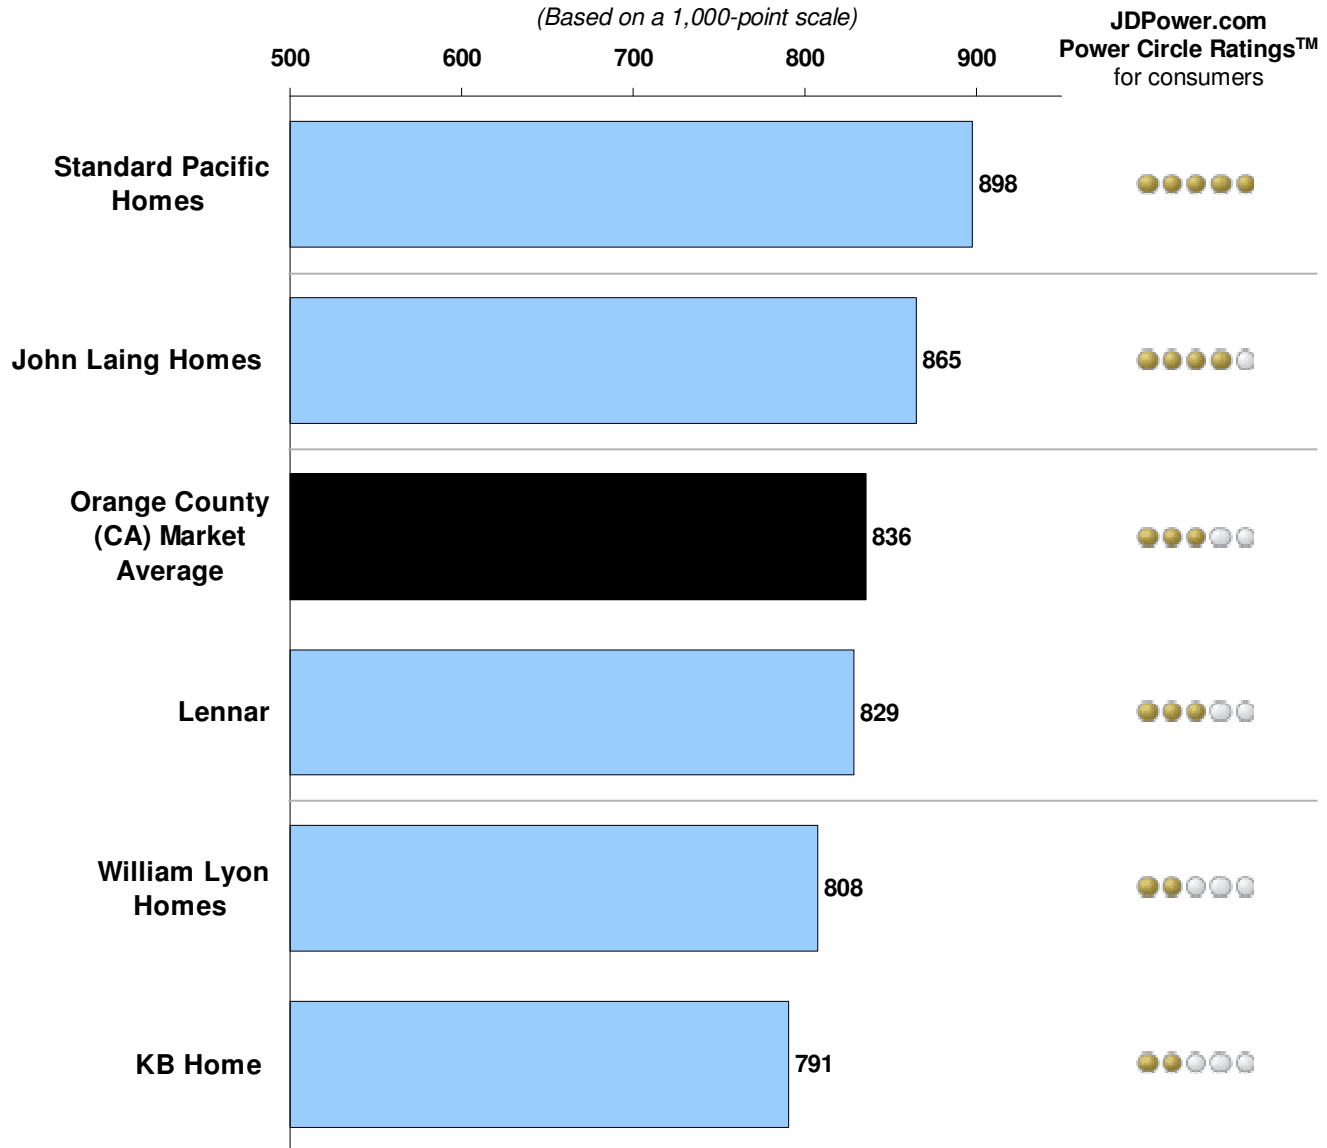 (Based on a 1,000-point scale)
JDPower.com
Power Circle Ratings™
for consumers
500 600 700 800 900
Standard Pacific
Homes
898
John Laing Homes
865
Orange County
(CA) Market
Average
836
Lennar
829
William Lyon
Homes
808
KB Home
791